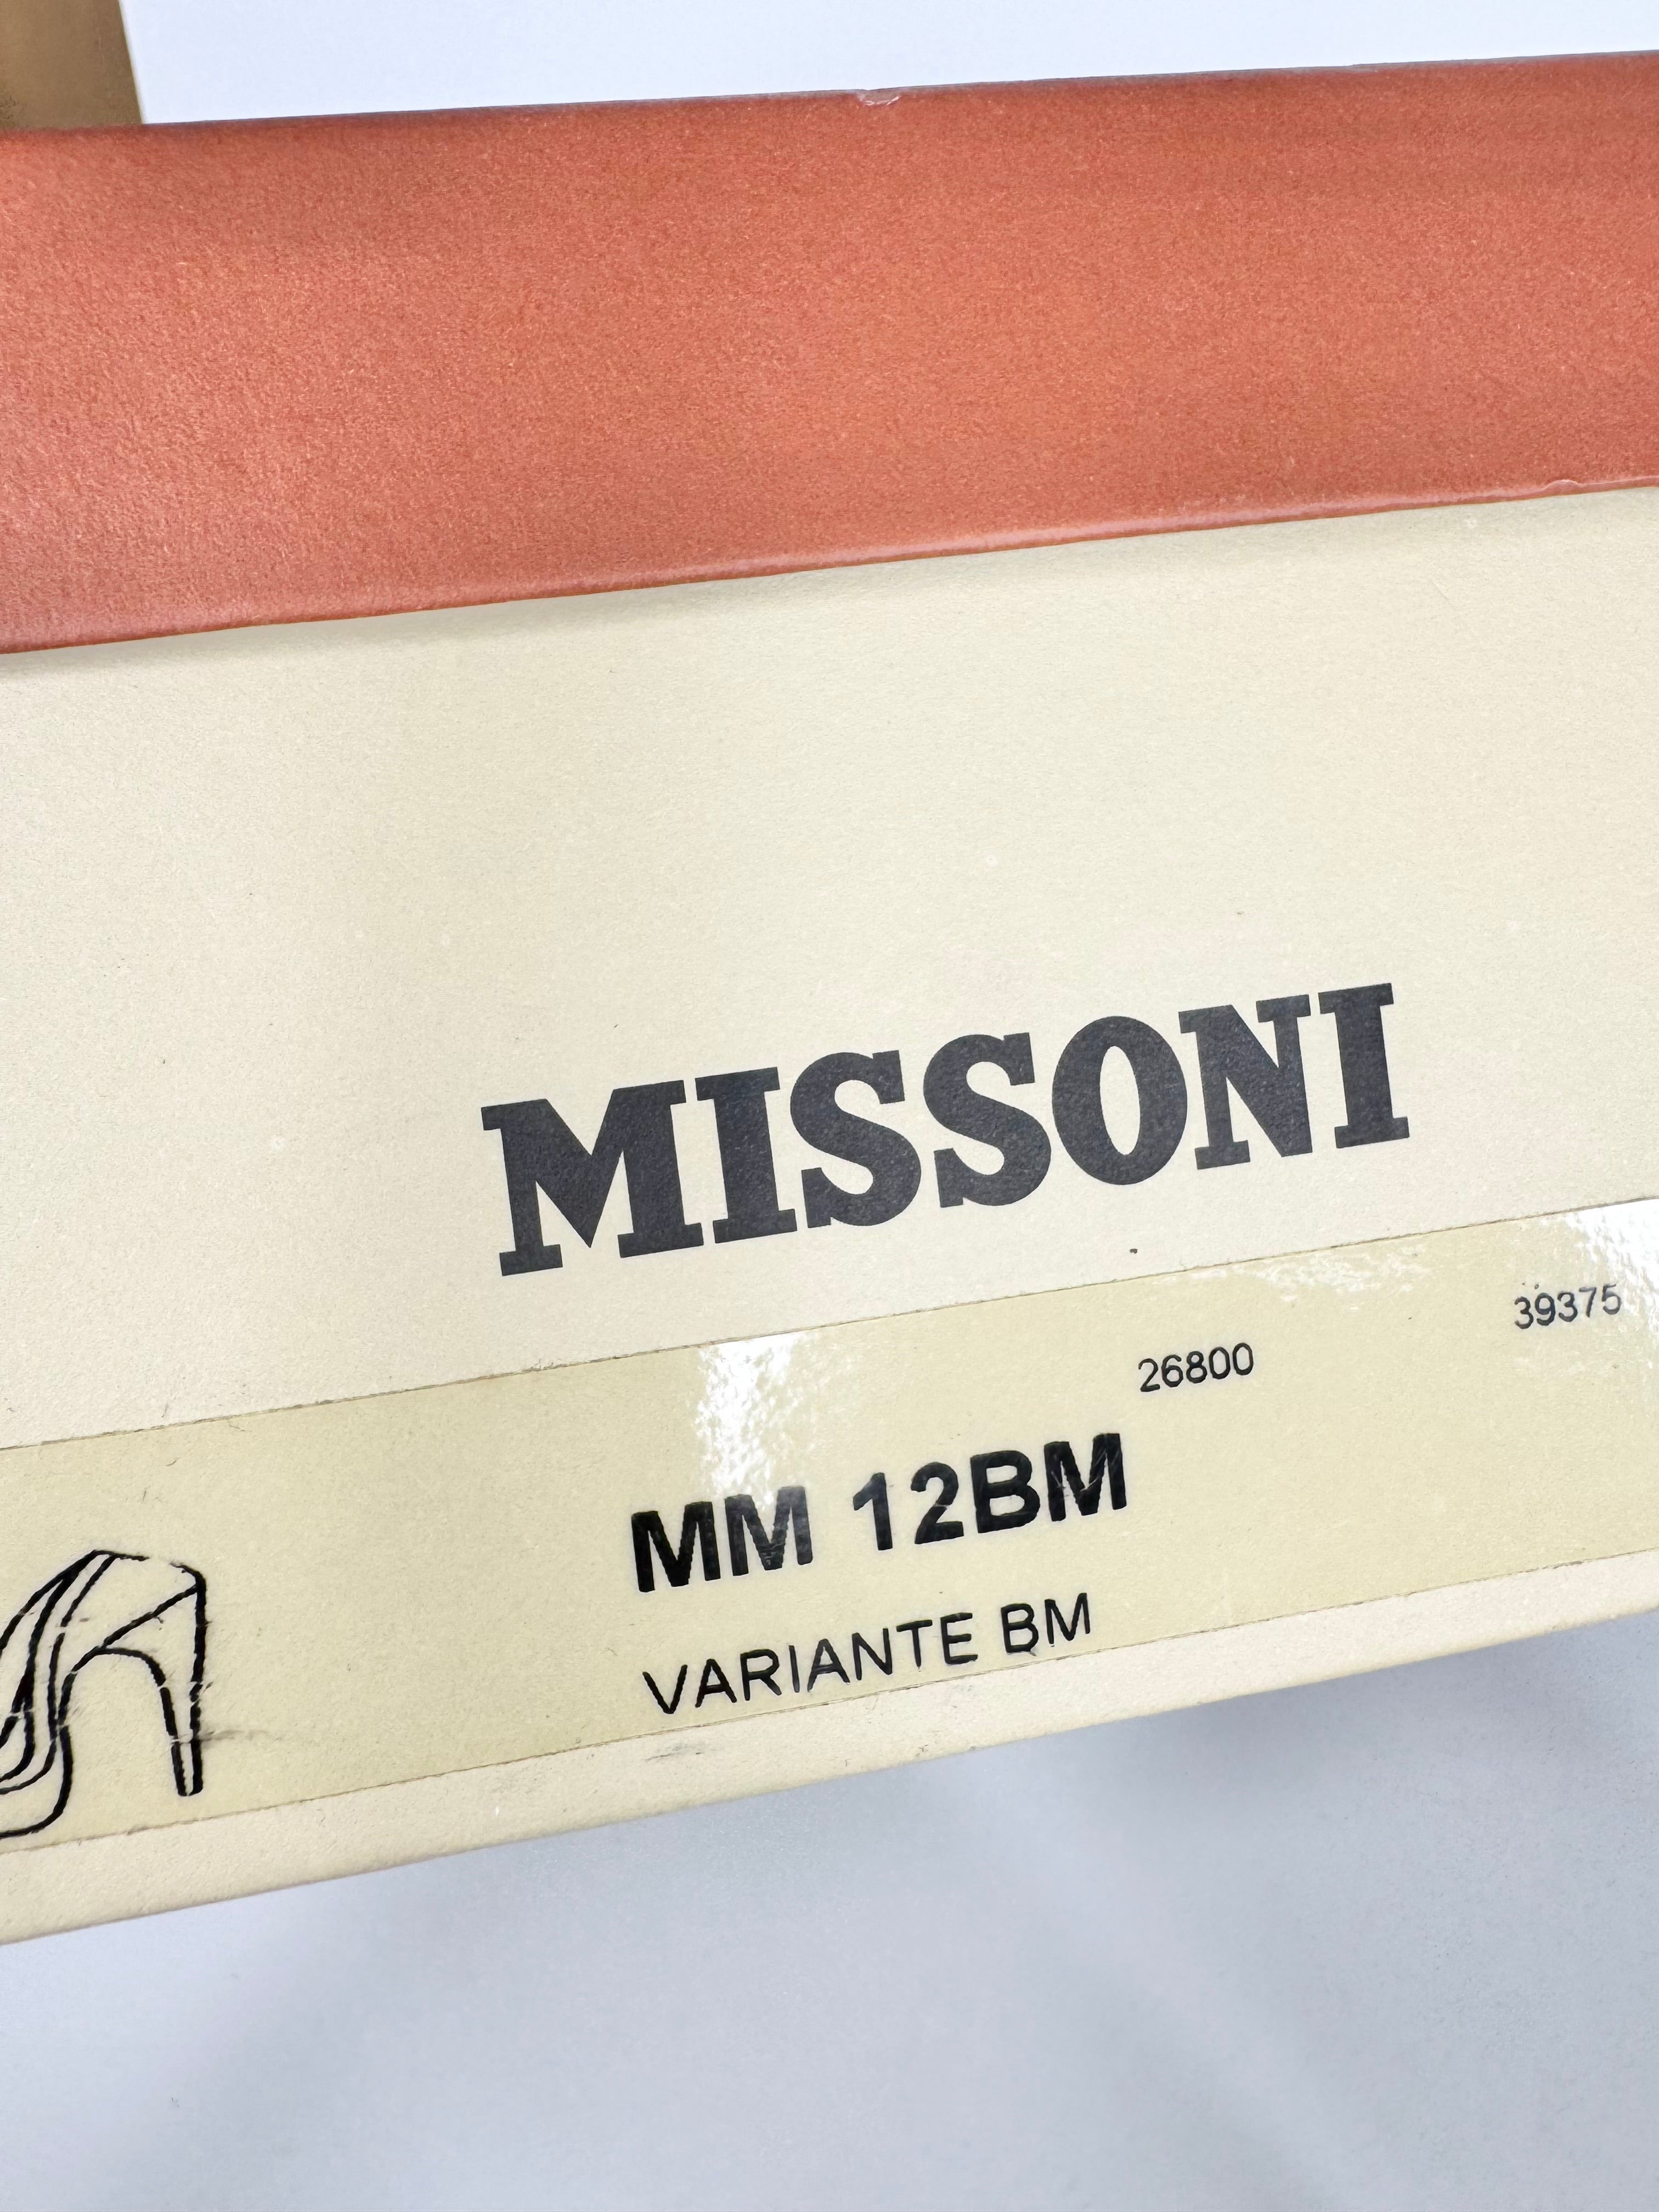 MISSONI
26800 39375
MM 12BM
VARIANTE BM